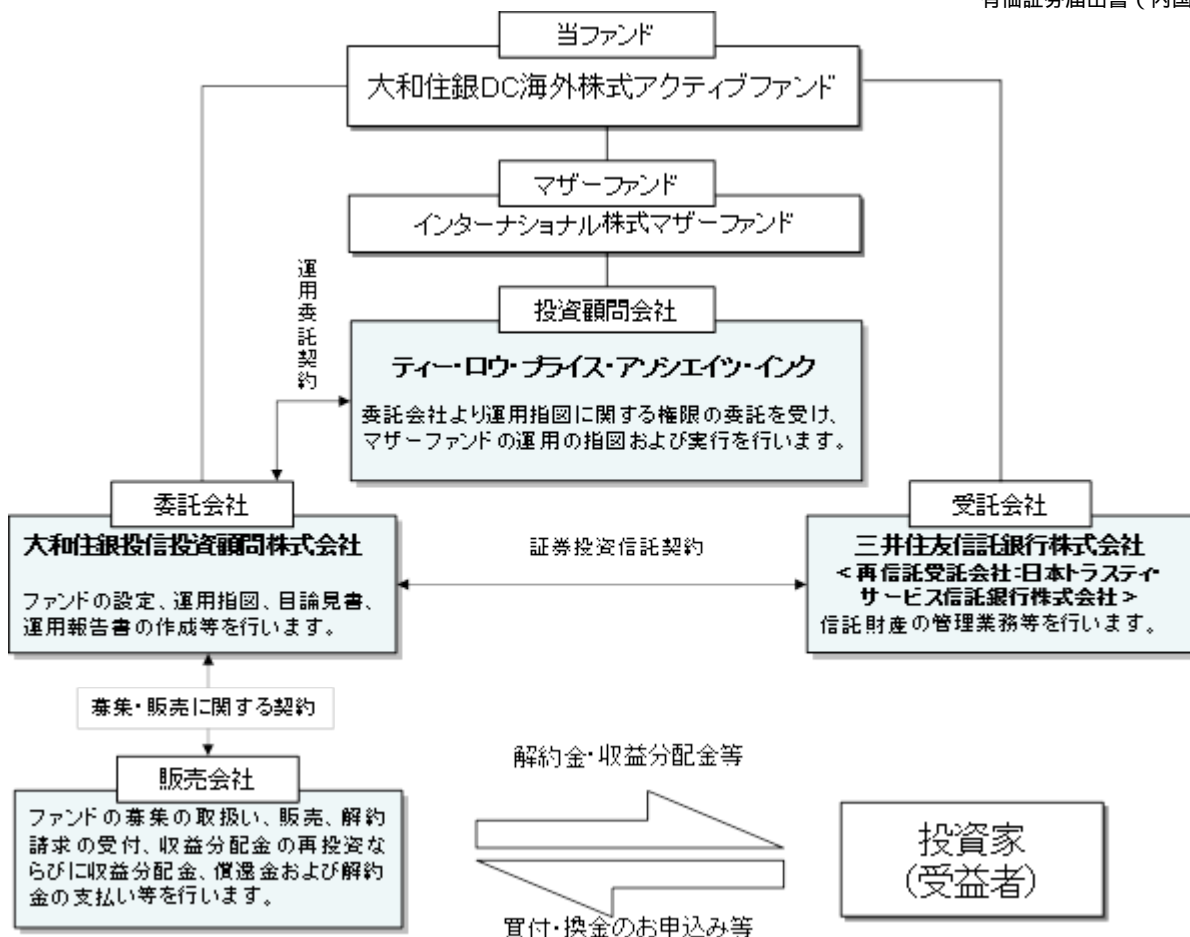 有価証券届出書（内国
当ファンド
大和住銀DC海外株式アクティブファンド
マザーファンド
インターナショナル株式マザーファンド
運用委託契約
投資顧問会社
ティー・ロウ・プライス・アソシエイツ・インク
委託会社より運用指図に関する権限の委託を受け、
マザーファンドの運用の指図および実行を行います。
委託会社
大和住銀投信投資顧問株式会社
ファンドの設定、運用指図、目論見書、
運用報告書の作成等を行います。
証券投資信託契約
受託会社
三井住友信託銀行株式会社
＜再信託受託会社:日本トラスティ・
サービス信託銀行株式会社＞
信託財産の管理業務等を行います。
募集・販売に関する契約
販売会社
ファンドの募集の取扱い、販売、解約
請求の受付、収益分配金の再投資な
らびに収益分配金、償還金および解約
金の支払い等を行います。
解約金・収益分配金等
買付・換金のお申込み等
投資家
(受益者)